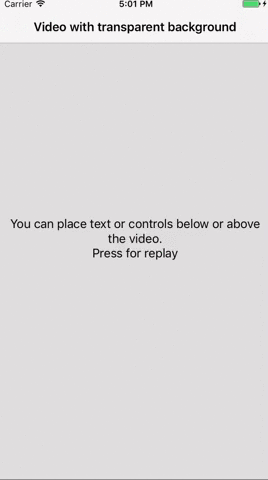 Carrier 5:01 PM
Video with transparent background
You can place text or controls below or above
the video.
Press for replay